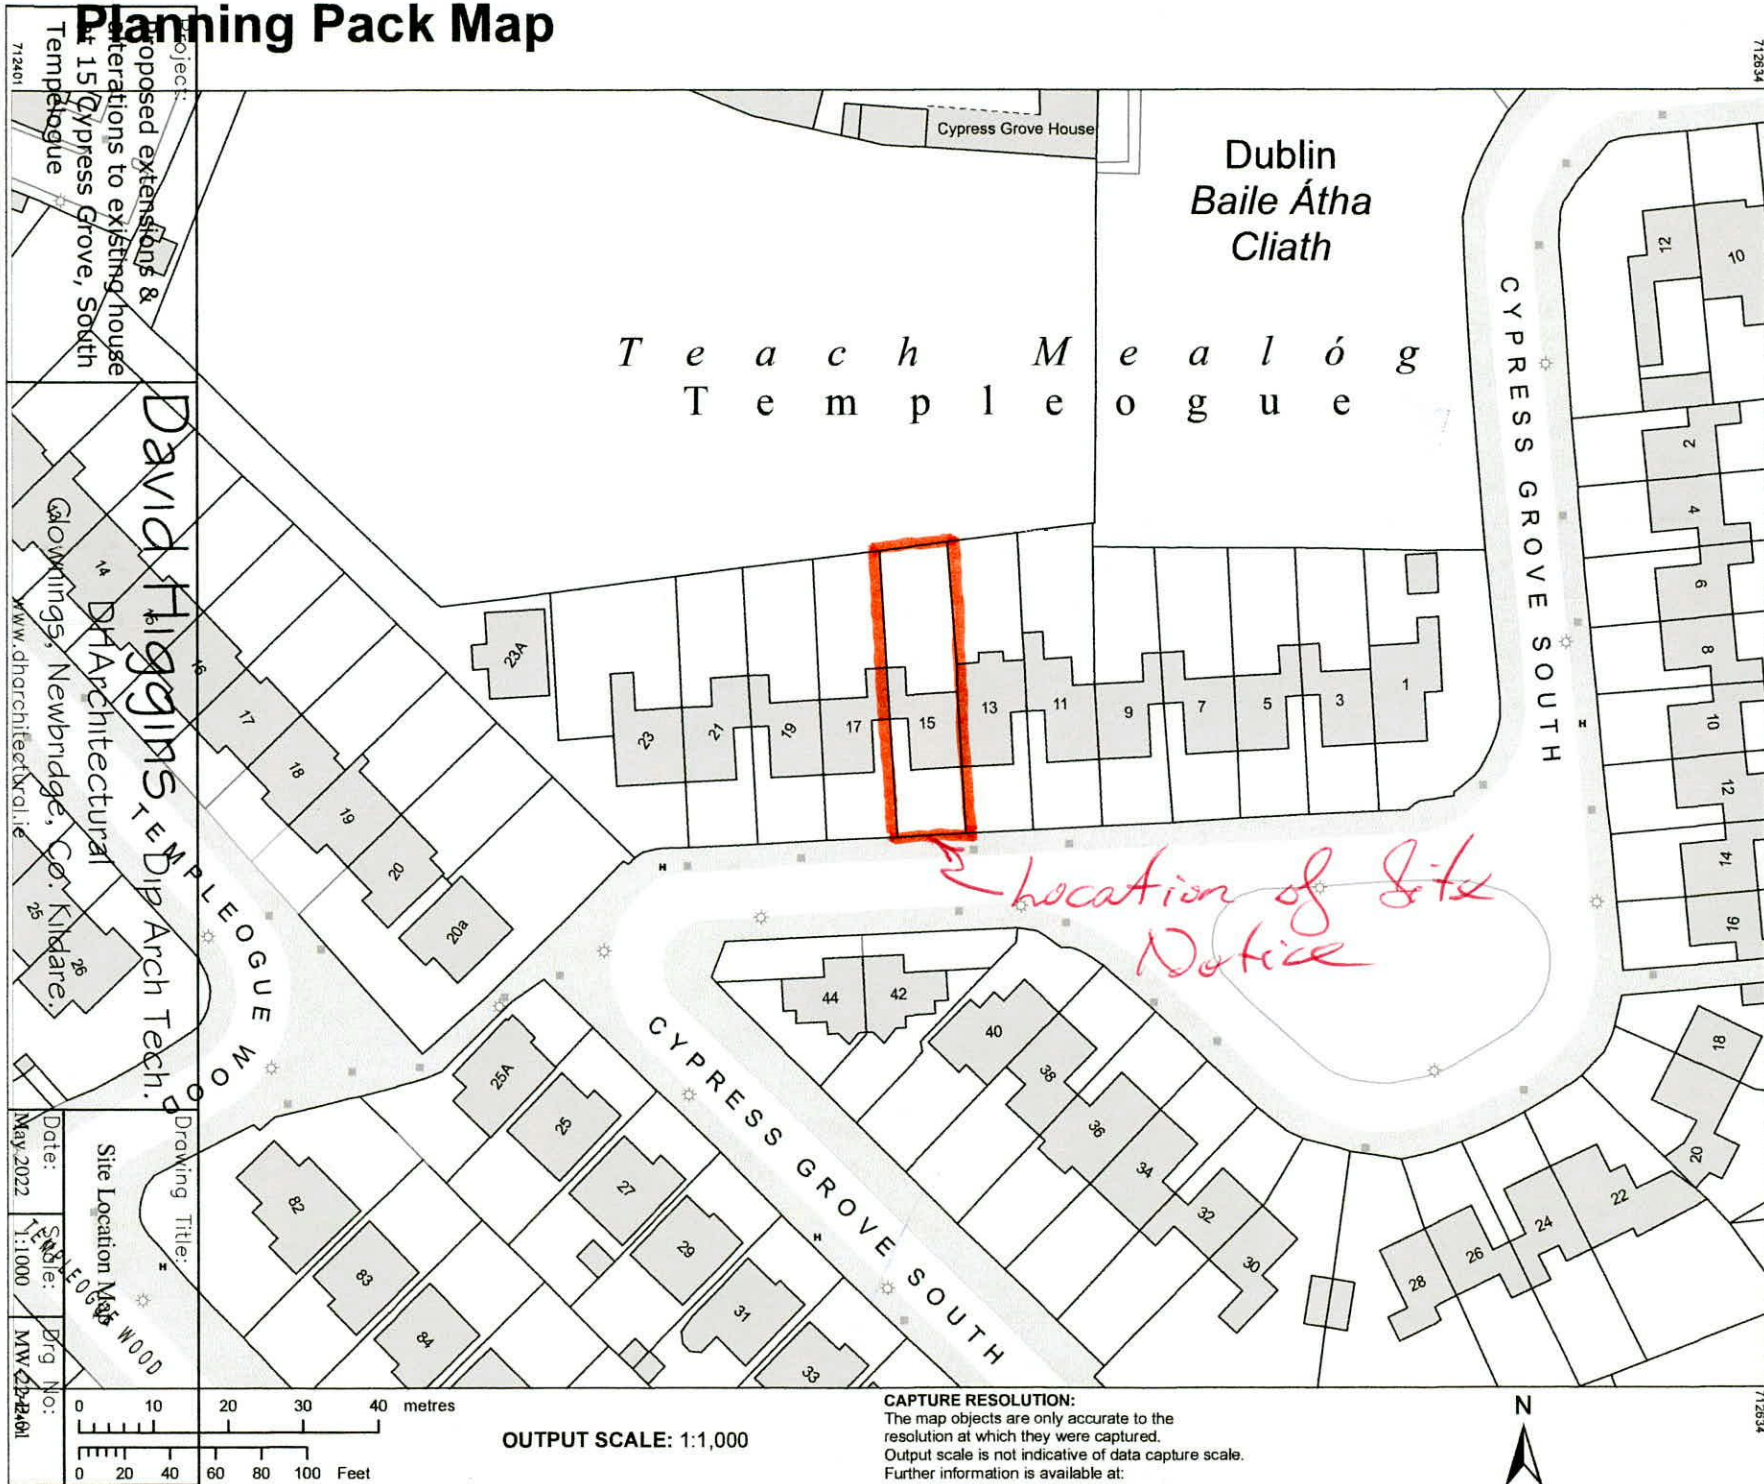 Planning Pack Map
712401
712634
Project:
Proposed extensions &
alterations to existing house
at 15 Cypress Grove, South
Tempelogue
David Higgins, Dip Arch Tech.
DHArchitectural
Clownings, Newbridge, Co. Kildare.
www.dharchitectural.ie
Drawing Title:
Site Location Map
Date:
May 2022
Scale:
1:1000
Drg No:
Cypress Grove House
Dublin
Baile Átha
Cliath
Teach Mealóg
Templeogue
CYPRESS GROVE SOUTH
12
10
2
4
6
8
10
12
14
16
18
20
22
24
26
28
30
32
34
36
38
40
42
44
23A
23
21
19
17
15
13
11
9
7
5
3
1
H
H
H
H
Location of Site
Notice
14
15
16
17
18
19
20
20a
25
26
TEMPLEOGUE WOOD
CYPRESS GROVE SOUTH
25A
25
27
29
31
33
82
83
84
TEMPLEOGUE WOOD
0 10 20 30 40 metres
0 20 40 60 80 100 Feet
OUTPUT SCALE: 1:1,000
CAPTURE RESOLUTION:
The map objects are only accurate to the
resolution at which they were captured.
Output scale is not indicative of data capture scale.
Further information is available at:
N
712634